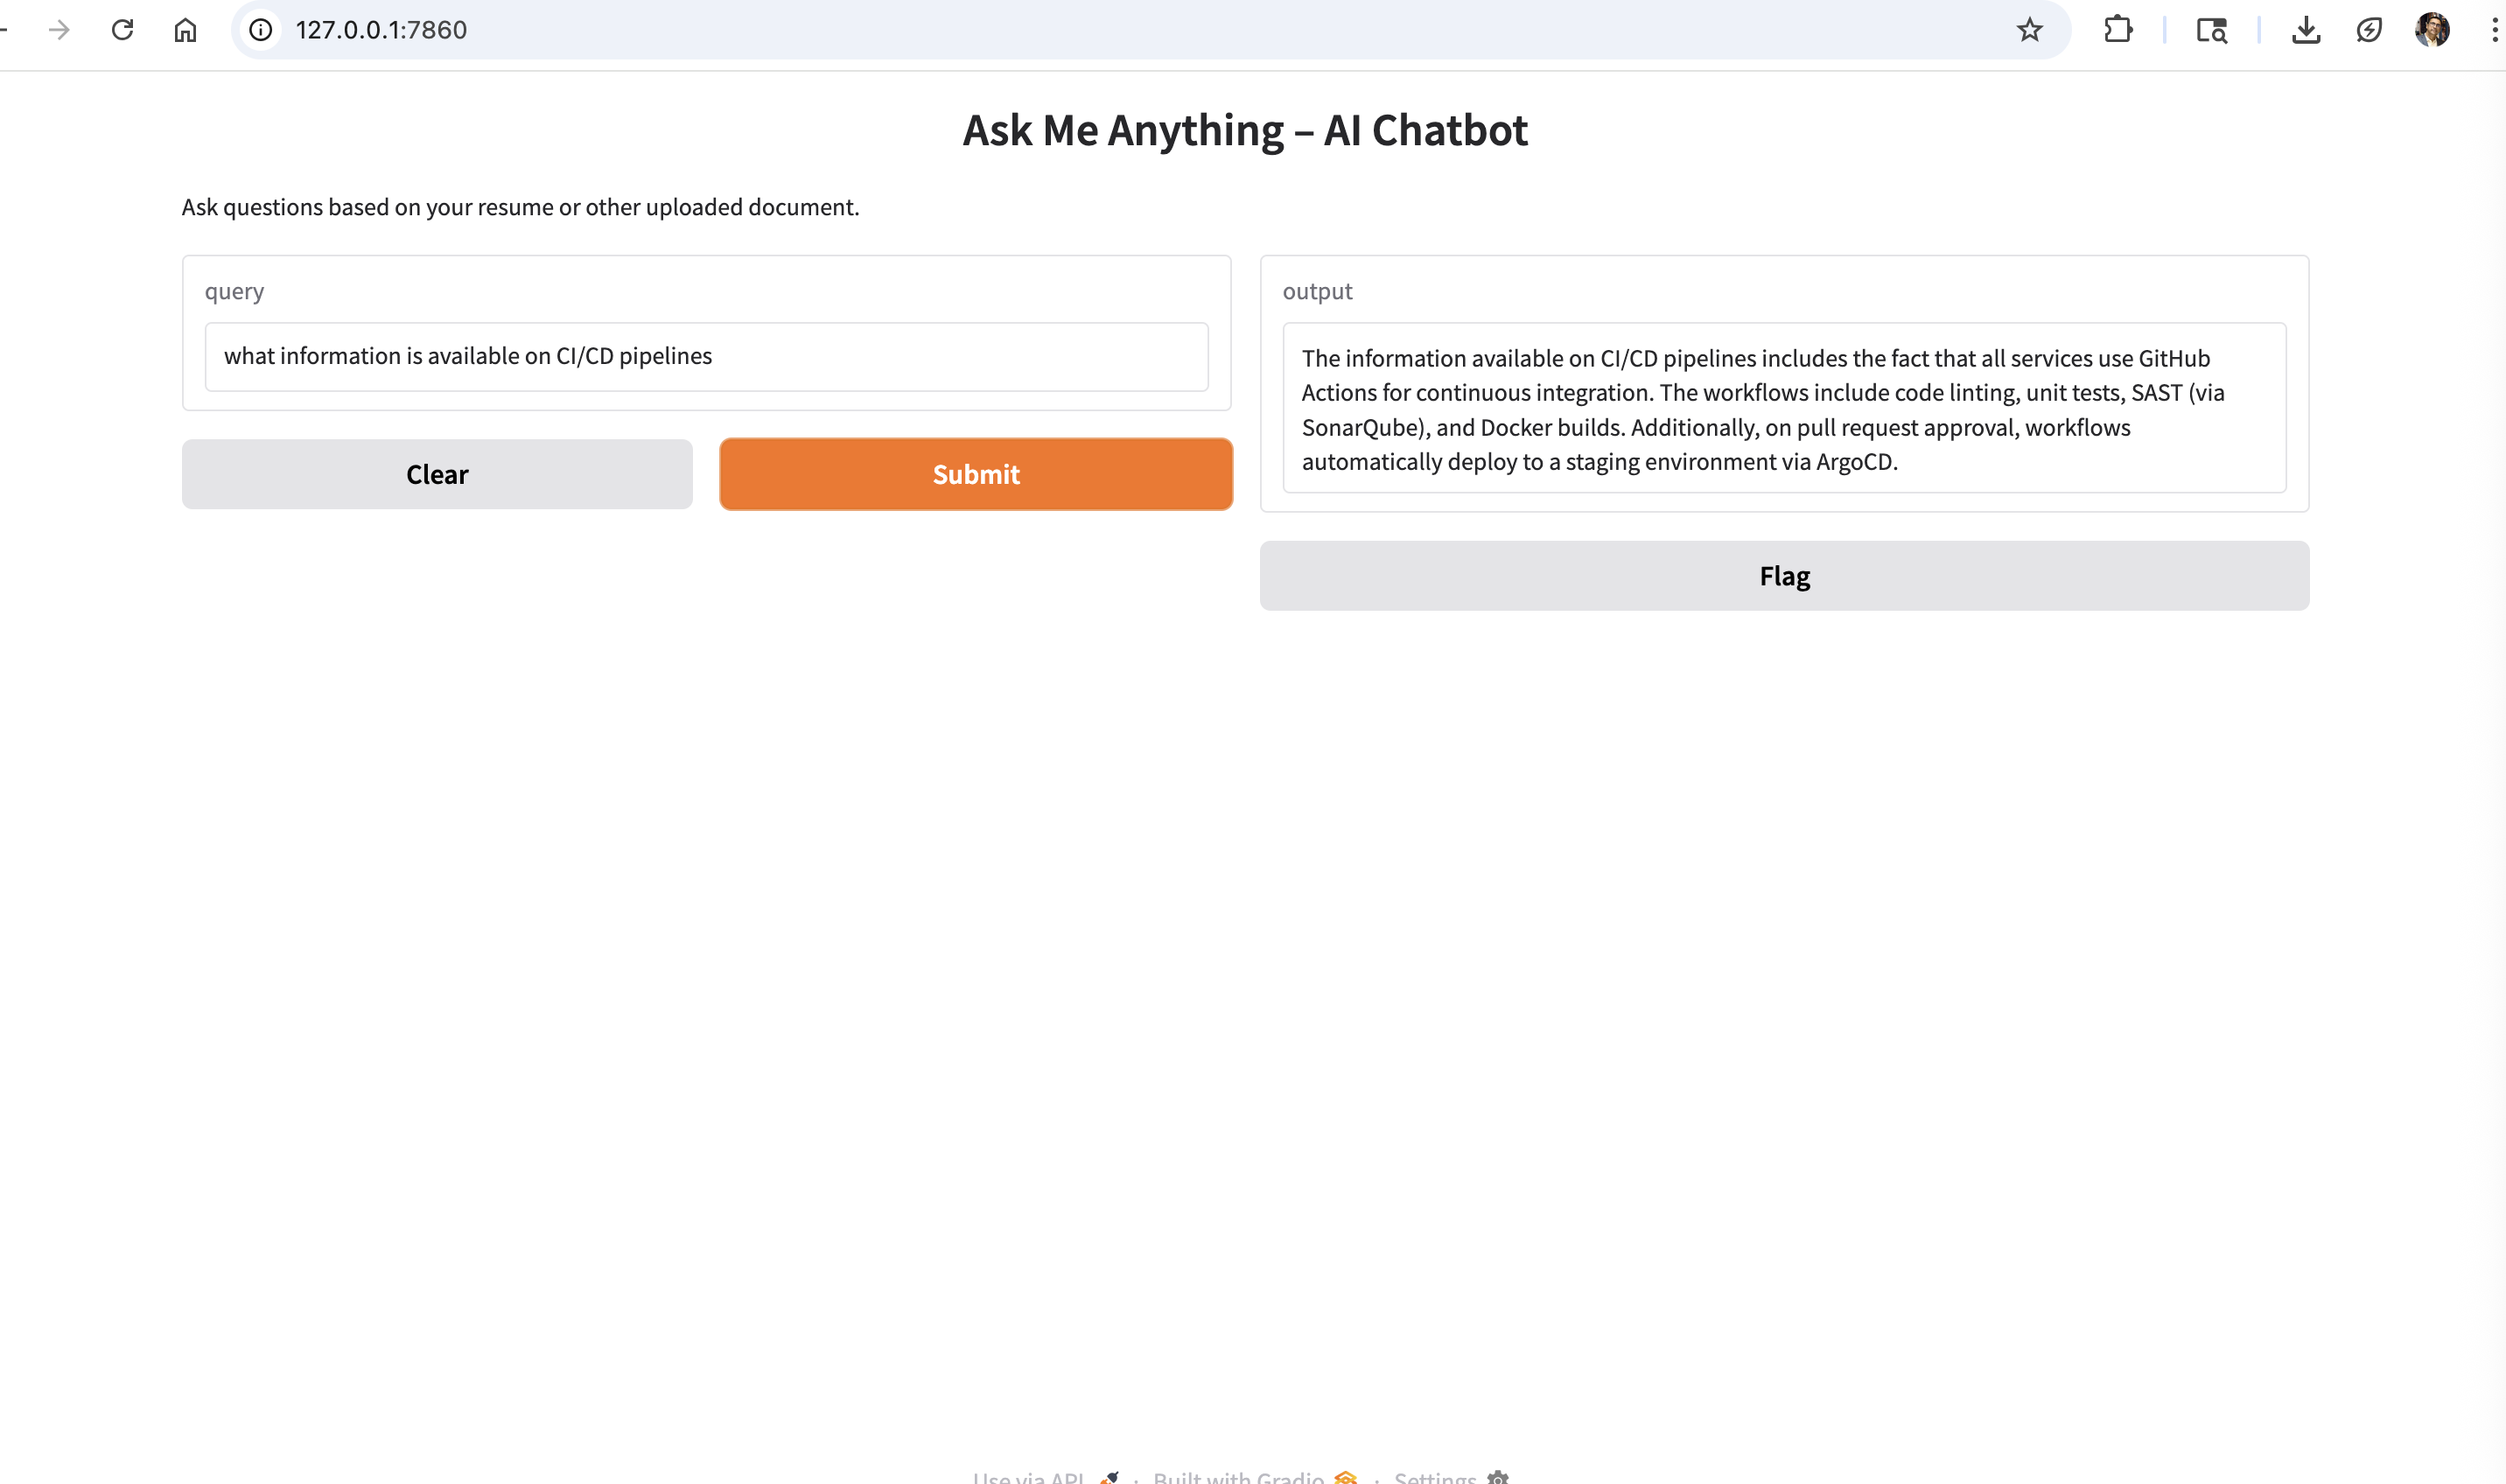 127.0.0.1:7860
Ask Me Anything – AI Chatbot
Ask questions based on your resume or other uploaded document.
query
what information is available on CI/CD pipelines
Clear
Submit
output
The information available on CI/CD pipelines includes the fact that all services use GitHub
Actions for continuous integration. The workflows include code linting, unit tests, SAST (via
SonarQube), and Docker builds. Additionally, on pull request approval, workflows
automatically deploy to a staging environment via ArgoCD.
Flag
Use via API · Built with Gradio · Settings